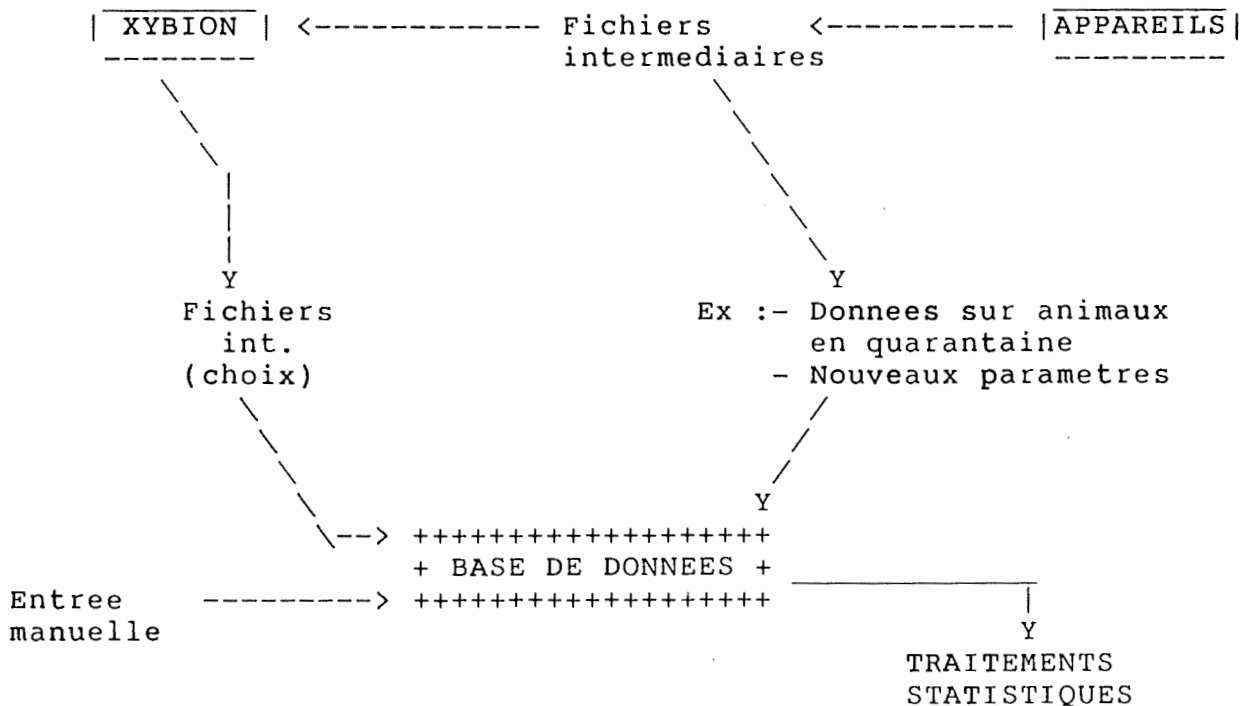 | XYBION | <------------ Fichiers <---------- |APPAREILS|
intermediaires
Y Y
Fichiers Ex :- Donnees sur animaux
int. en quarantaine
(choix) - Nouveaux parametres
Y
--> +++++++++++++++++++
+ BASE DE DONNEES +
Entree ---------> +++++++++++++++++++
manuelle Y
TRAITEMENTS
STATISTIQUES